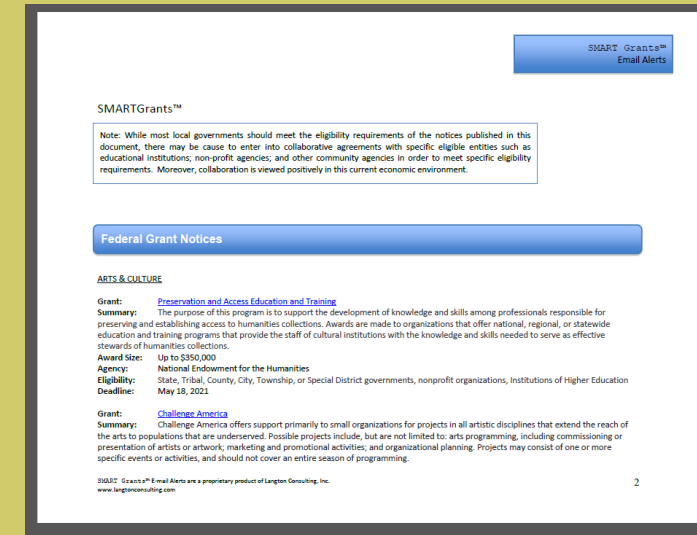 SMART Grants™
Email Alerts
SMARTGrants™
Note: While most local governments should meet the eligibility requirements of the notices published in this
document, there may be cause to enter into collaborative agreements with specific eligible entities such as
educational institutions; non-profit agencies; and other community agencies in order to meet specific eligibility
requirements. Moreover, collaboration is viewed positively in this current economic environment.
Federal Grant Notices
ARTS & CULTURE
Grant: Preservation and Access Education and Training
Summary: The purpose of this program is to support the development of knowledge and skills among professionals responsible for
preserving and establishing access to humanities collections. Awards are made to organizations that offer national, regional, or statewide
education and training programs that provide the staff of cultural institutions with the knowledge and skills needed to serve as effective
stewards of humanities collections.
Award Size: Up to $350,000
Agency: National Endowment for the Humanities
Eligibility: State, Tribal, County, City, Township, or Special District governments, nonprofit organizations, Institutions of Higher Education
Deadline: May 18, 2021
Grant: Challenge America
Summary: Challenge America offers support primarily to small organizations for projects in all artistic disciplines that extend the reach of
the arts to populations that are underserved. Possible projects include, but are not limited to: arts programming, including commissioning or
presentation of artists or artwork; marketing and promotional activities; and organizational planning. Projects may consist of one or more
specific events or activities, and should not cover an entire season of programming.
SMART Grants™ E-mail Alerts are a proprietary product of Langton Consulting, Inc.
www.langtonconsulting.com
2